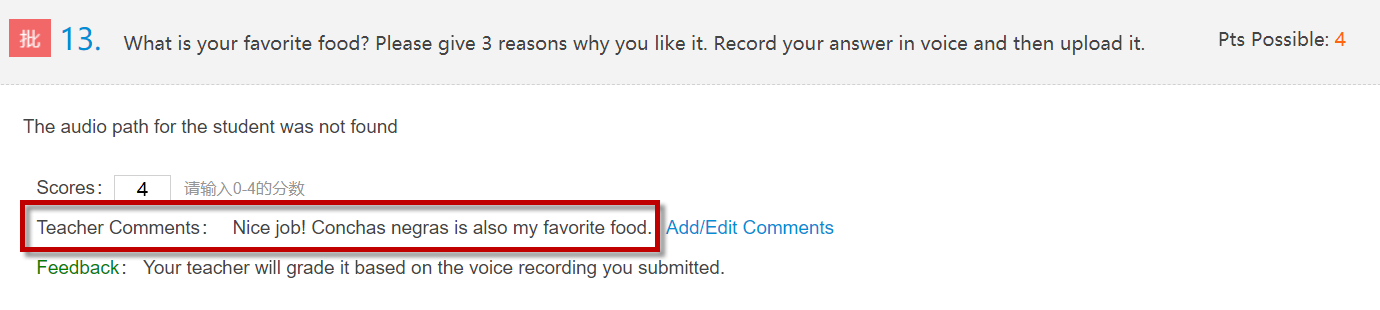 批 13. What is your favorite food? Please give 3 reasons why you like it. Record your answer in voice and then upload it. Pts Possible: 4
The audio path for the student was not found
Scores： 4 请输入0-4的分数
Teacher Comments： Nice job! Conchas negras is also my favorite food. Add/Edit Comments
Feedback： Your teacher will grade it based on the voice recording you submitted.